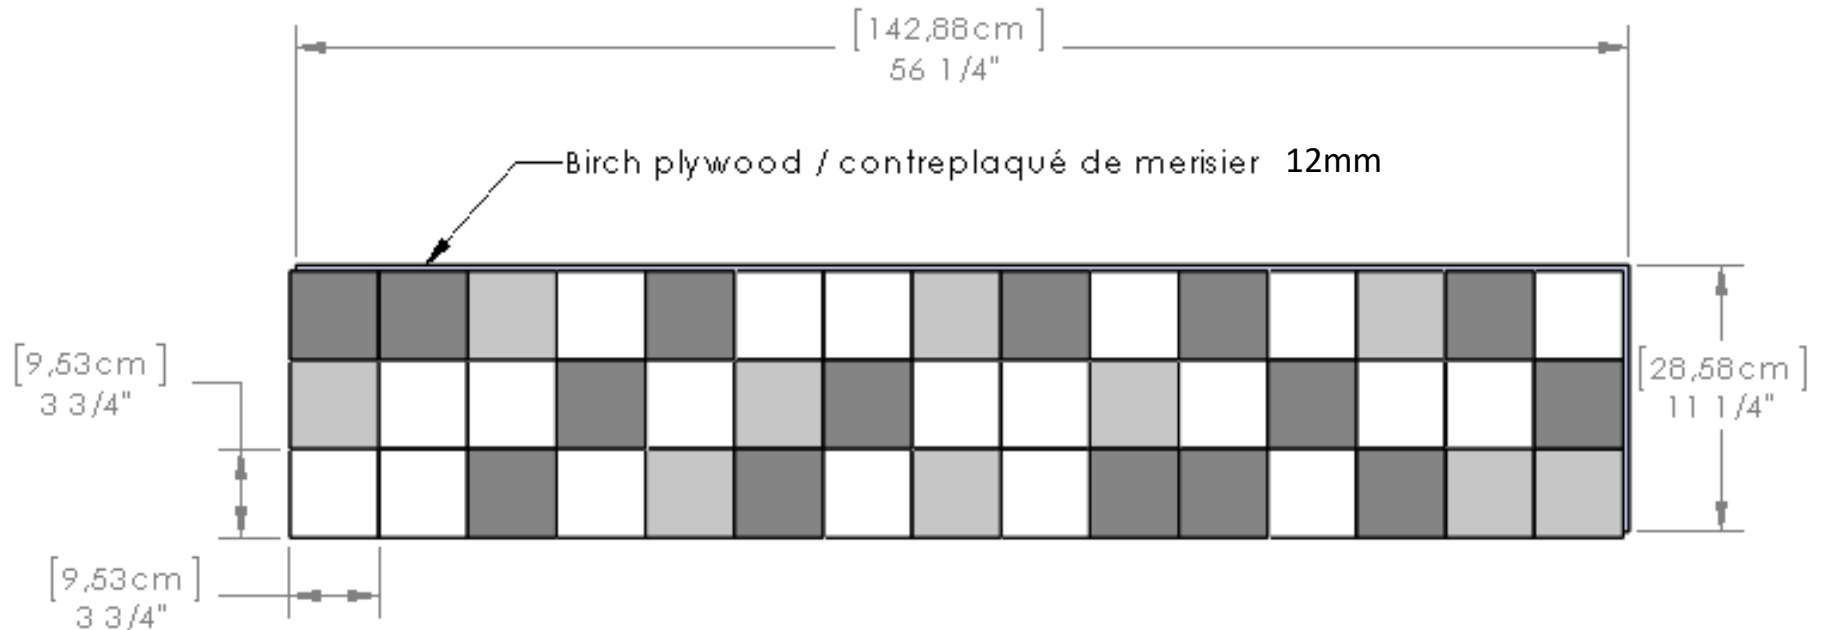 [142,88cm]
56 1/4"
Birch plywood / contreplaqué de merisier 12mm
[9,53cm]
3 3/4"
[28,58cm]
11 1/4"
[9,53cm]
3 3/4"